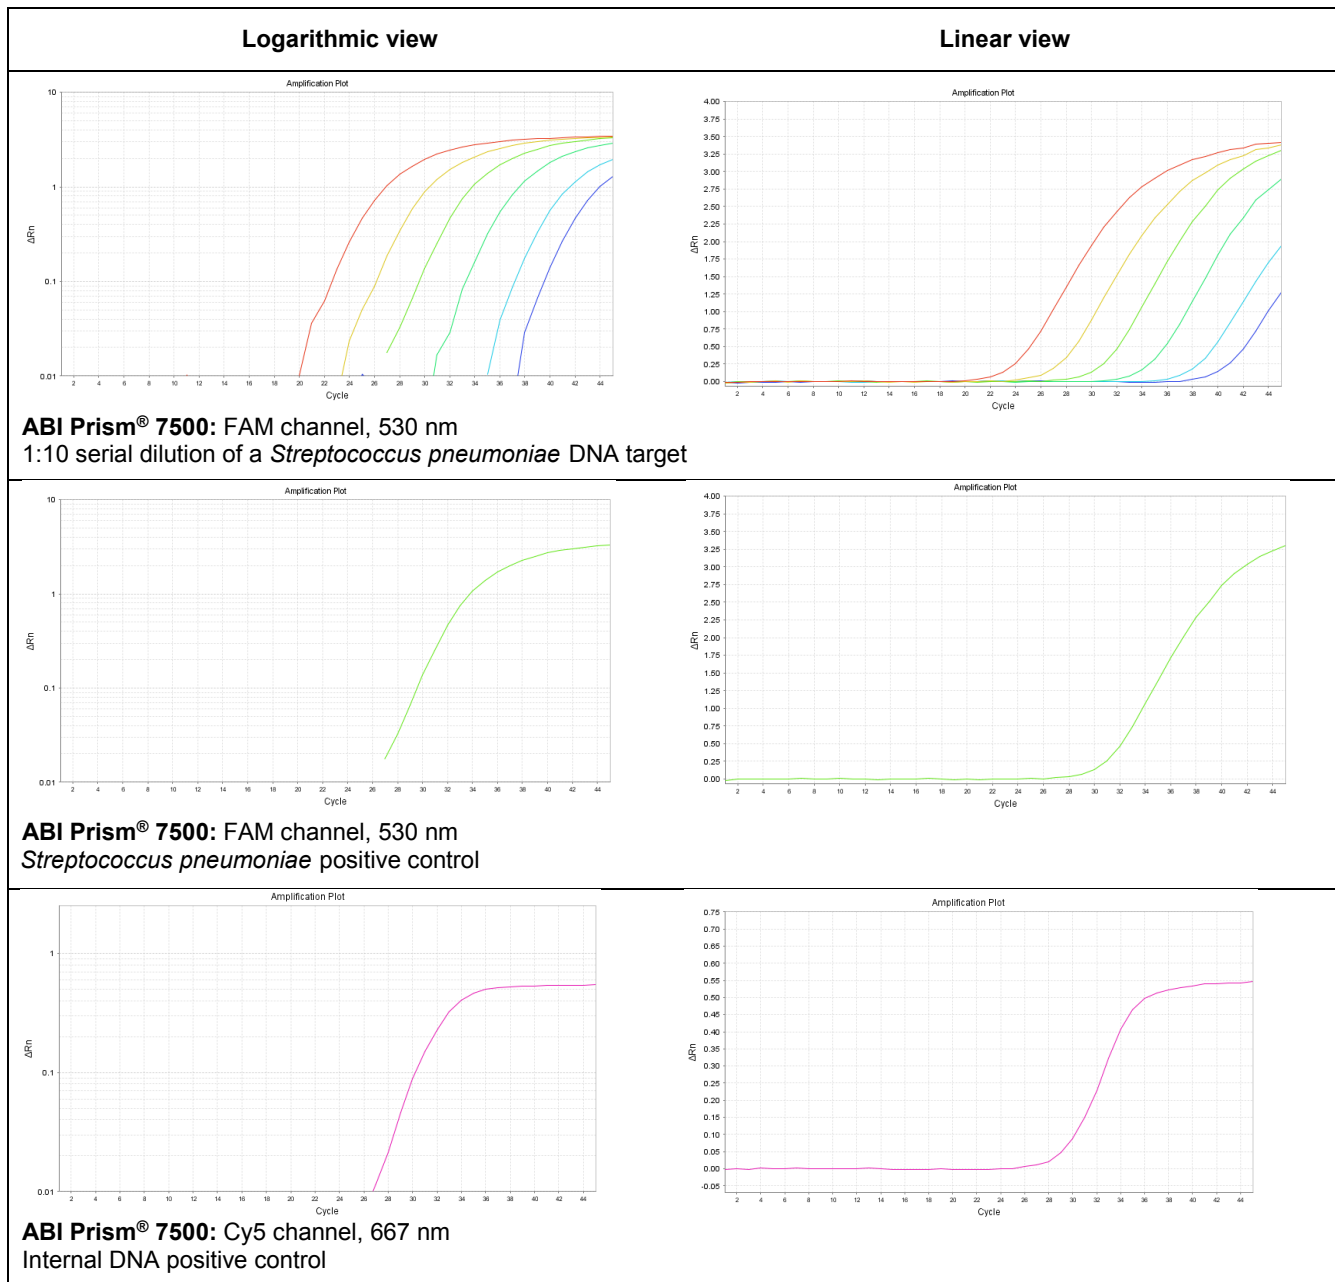 Logarithmic view
Linear view
Amplification Plot
10
1
0.1
0.01
ΔRn
2 4 6 8 10 12 14 16 18 20 22 24 26 28 30 32 34 36 38 40 42 44
Cycle
Amplification Plot
4.00
3.75
3.50
3.25
3.00
2.75
2.50
2.25
2.00
1.75
1.50
1.25
1.00
0.75
0.50
0.25
0.00
ΔRn
2 4 6 8 10 12 14 16 18 20 22 24 26 28 30 32 34 36 38 40 42 44
Cycle
ABI Prism® 7500: FAM channel, 530 nm
1:10 serial dilution of a Streptococcus pneumoniae DNA target
Amplification Plot
10
1
0.1
0.01
ΔRn
2 4 6 8 10 12 14 16 18 20 22 24 26 28 30 32 34 36 38 40 42 44
Cycle
Amplification Plot
4.00
3.75
3.50
3.25
3.00
2.75
2.50
2.25
2.00
1.75
1.50
1.25
1.00
0.75
0.50
0.25
0.00
ΔRn
2 4 6 8 10 12 14 16 18 20 22 24 26 28 30 32 34 36 38 40 42 44
Cycle
ABI Prism® 7500: FAM channel, 530 nm
Streptococcus pneumoniae positive control
Amplification Plot
1
0.1
0.01
ΔRn
2 4 6 8 10 12 14 16 18 20 22 24 26 28 30 32 34 36 38 40 42 44
Cycle
Amplification Plot
0.75
0.70
0.65
0.60
0.55
0.50
0.45
0.40
0.35
0.30
0.25
0.20
0.15
0.10
0.05
0.00
-0.05
ΔRn
2 4 6 8 10 12 14 16 18 20 22 24 26 28 30 32 34 36 38 40 42 44
Cycle
ABI Prism® 7500: Cy5 channel, 667 nm
Internal DNA positive control